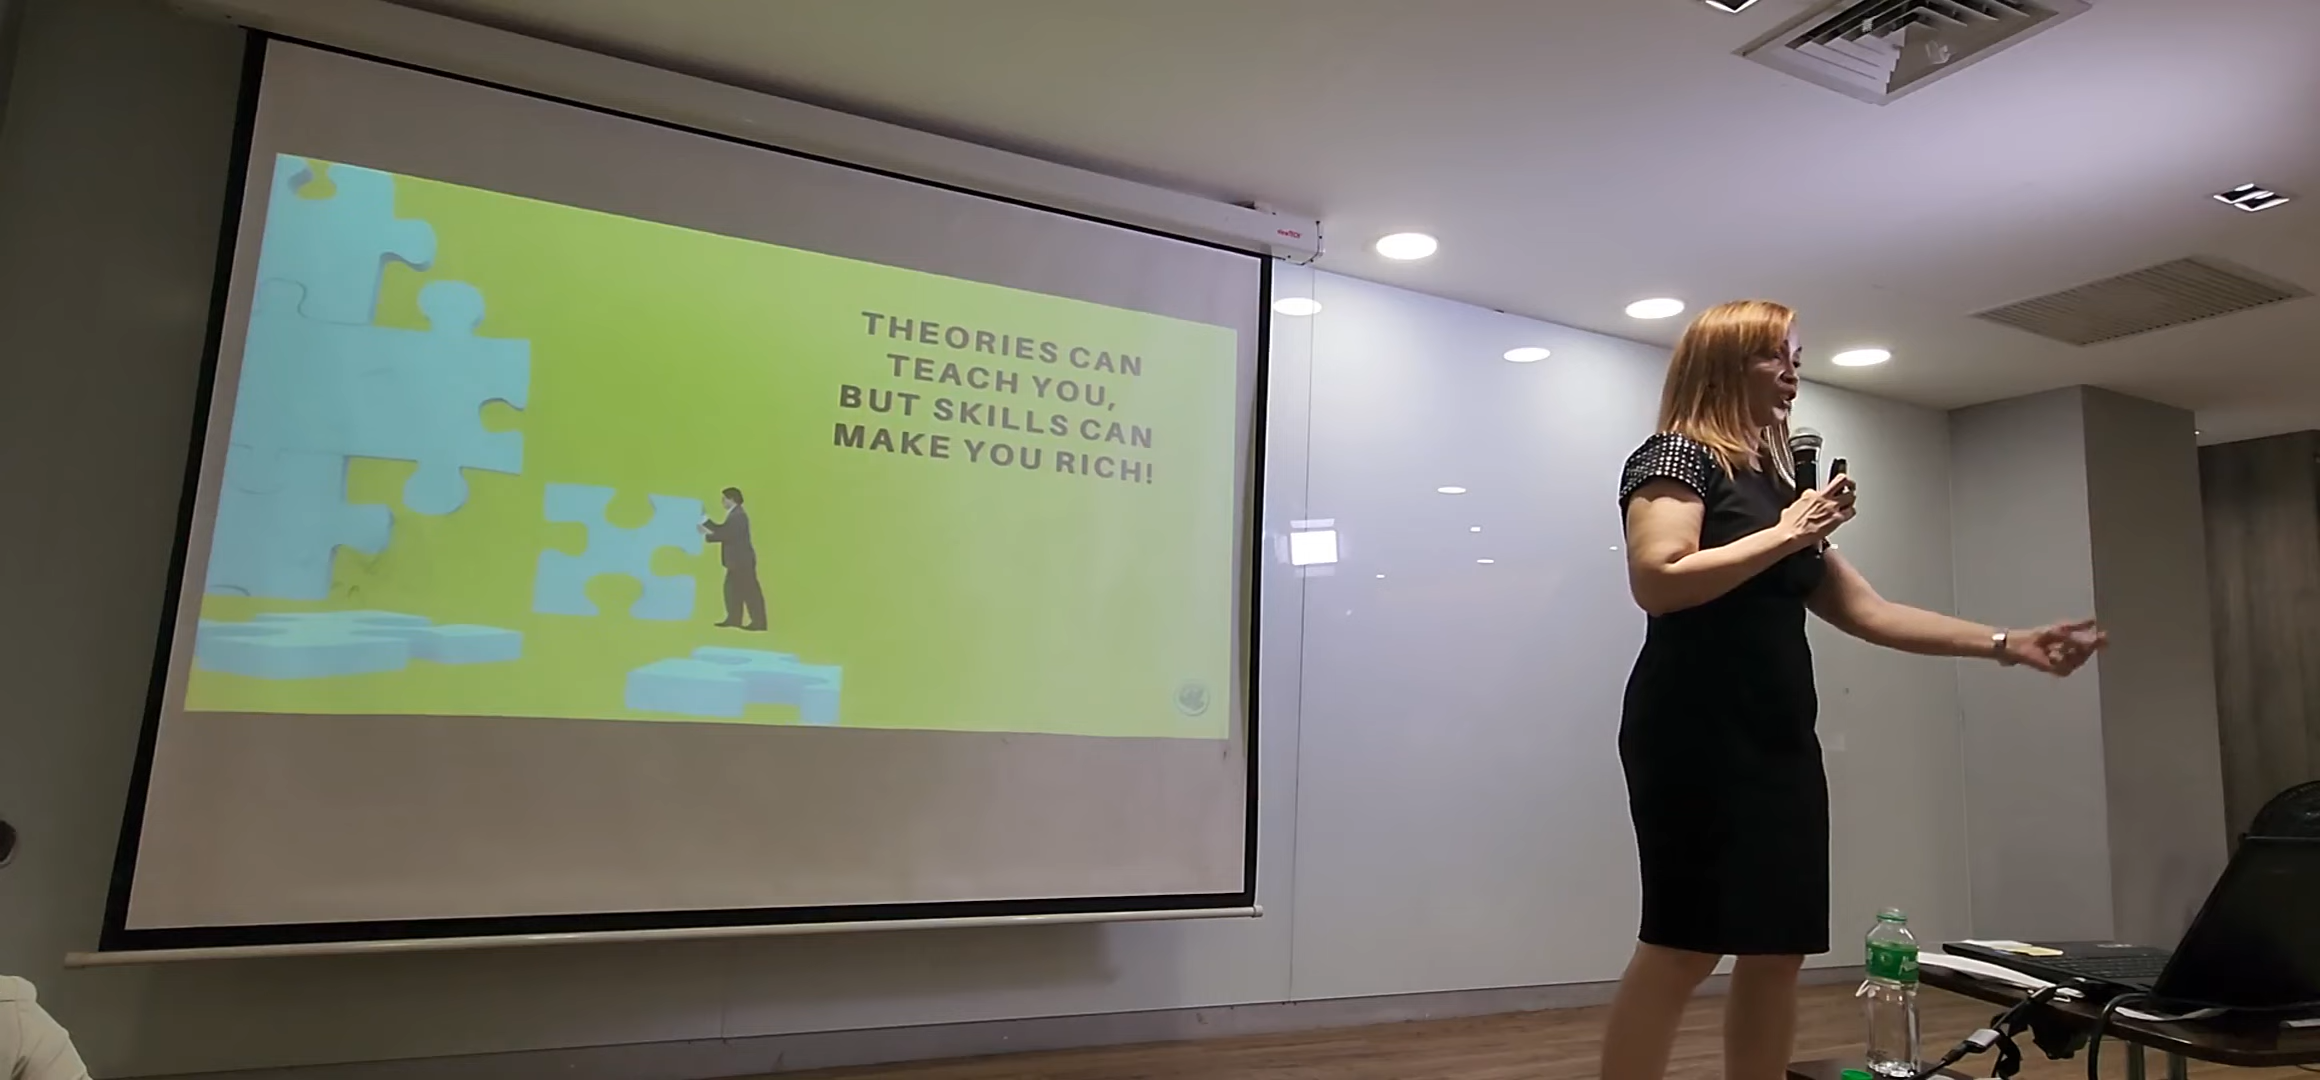 THEORIES CAN
TEACH YOU,
BUT SKILLS CAN
MAKE YOU RICH!